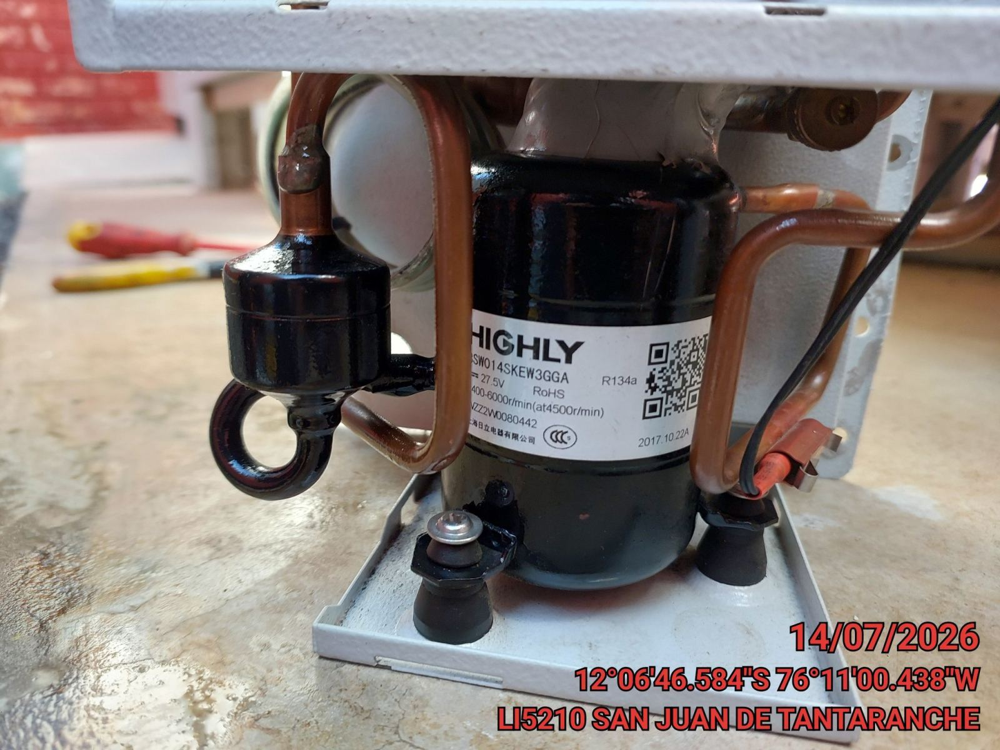 HIGHLY
SW014SKEW3GGA
R134a
27.5V
RoHS
400-6000r/min(at4500r/min)
ZZ2W0080442
上海日立电器有限公司
CCC S
2017.10.22A
14/07/2026
12°06'46.584"S 76°11'00.438"W
LI5210 SAN JUAN DE TANTARANCHE